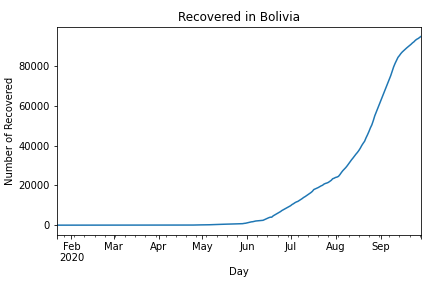 Recovered in Bolivia
Number of Recovered
80000
60000
40000
20000
0
Feb Mar Apr May Jun Jul Aug Sep
2020
Day